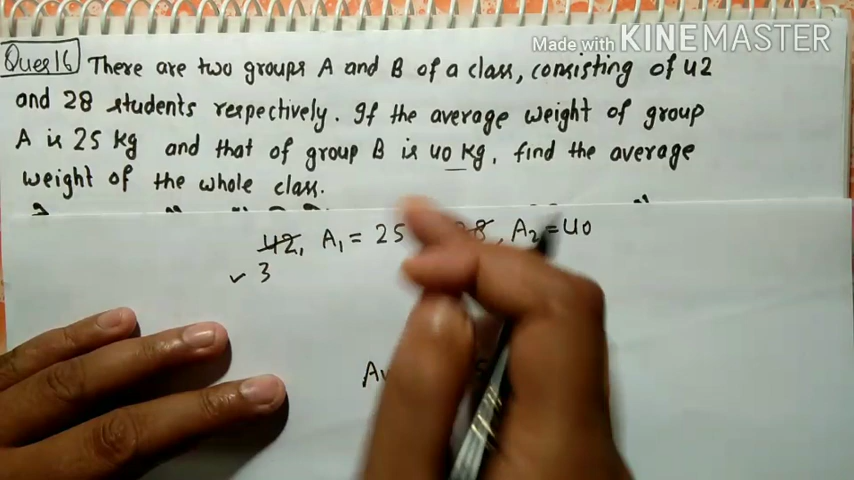 Made with KINEMASTER
Ques 16 There are two groups A and B of a class, consisting of 42
and 28 students respectively. If the average weight of group
A is 25 kg and that of group B is 40 kg, find the average
weight of the whole class.
42, A₁ = 25 28, A₂ = 40
✓ 3